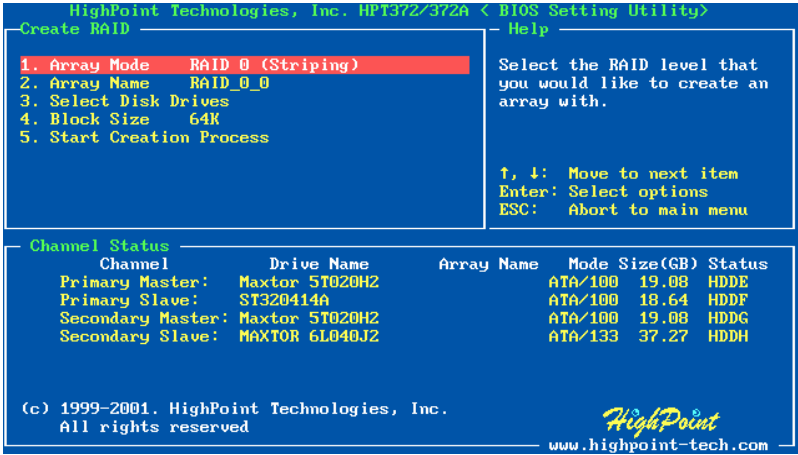 HighPoint Technologies, Inc. HPT372/372A < BIOS Setting Utility>
Create RAID
1. Array Mode RAID 0 (Striping)
2. Array Name RAID_0_0
3. Select Disk Drives
4. Block Size 64K
5. Start Creation Process
Help
Select the RAID level that
you would like to create an
array with.
↑, ↓: Move to next item
Enter: Select options
ESC: Abort to main menu
Channel Status
Channel Drive Name Array Name Mode Size(GB) Status
Primary Master: Maxtor 5T020H2 ATA/100 19.08 HDDE
Primary Slave: ST320414A ATA/100 18.64 HDDF
Secondary Master: Maxtor 5T020H2 ATA/100 19.08 HDDG
Secondary Slave: MAXTOR 6L040J2 ATA/133 37.27 HDDH
(c) 1999-2001. HighPoint Technologies, Inc.
All rights reserved
HighPoint
www.highpoint-tech.com